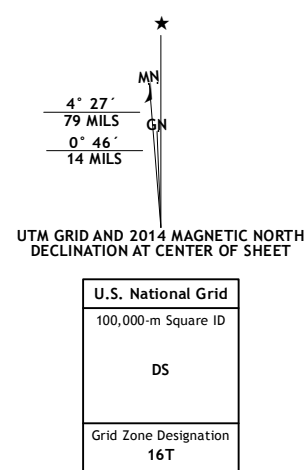 MN
4° 27´
79 MILS
GN
0° 46´
14 MILS
UTM GRID AND 2014 MAGNETIC NORTH
DECLINATION AT CENTER OF SHEET
U.S. National Grid
100,000-m Square ID
DS
Grid Zone Designation
16T